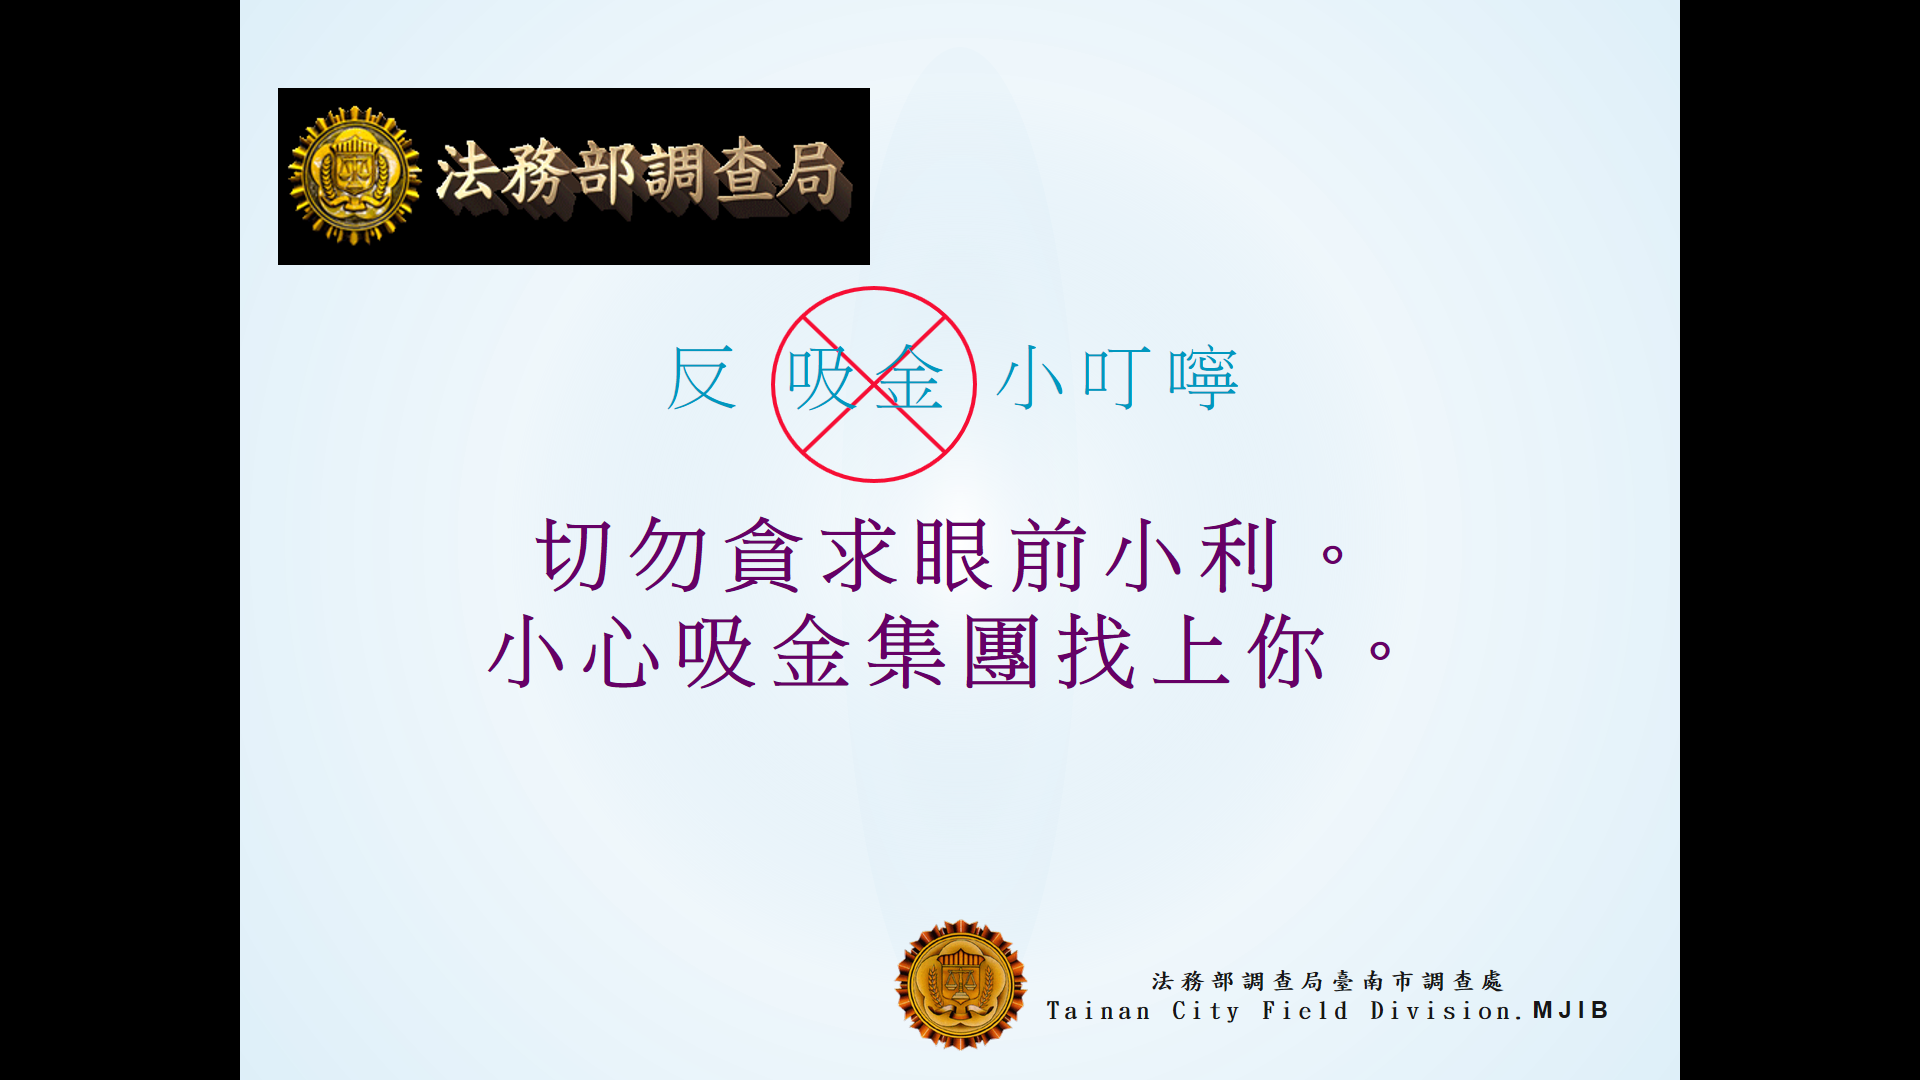 法務部調查局
反 吸金 小叮嚀
切勿貪求眼前小利。
小心吸金集團找上你。
法務部調查局臺南市調查處
Tainan City Field Division.MJIB